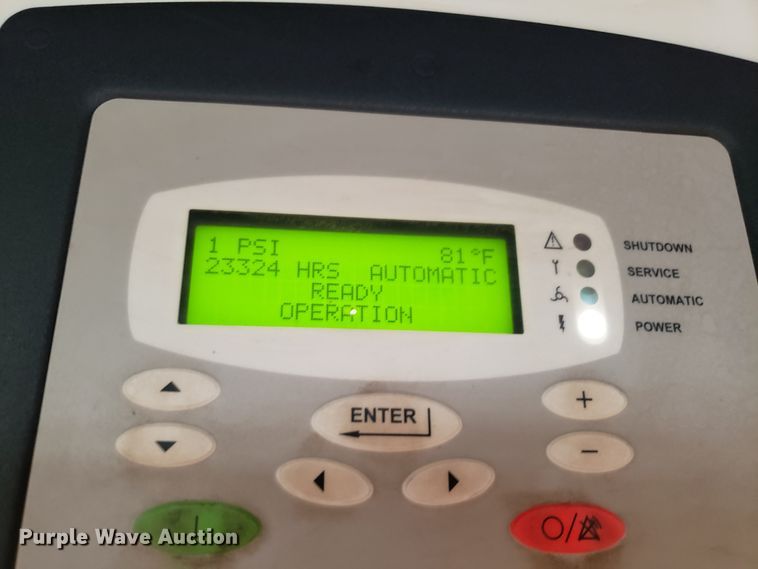 1 PSI 81°F
23324 HRS AUTOMATIC
READY
OPERATION
SHUTDOWN
SERVICE
AUTOMATIC
POWER
ENTER
+
−
O/
Purple Wave Auction